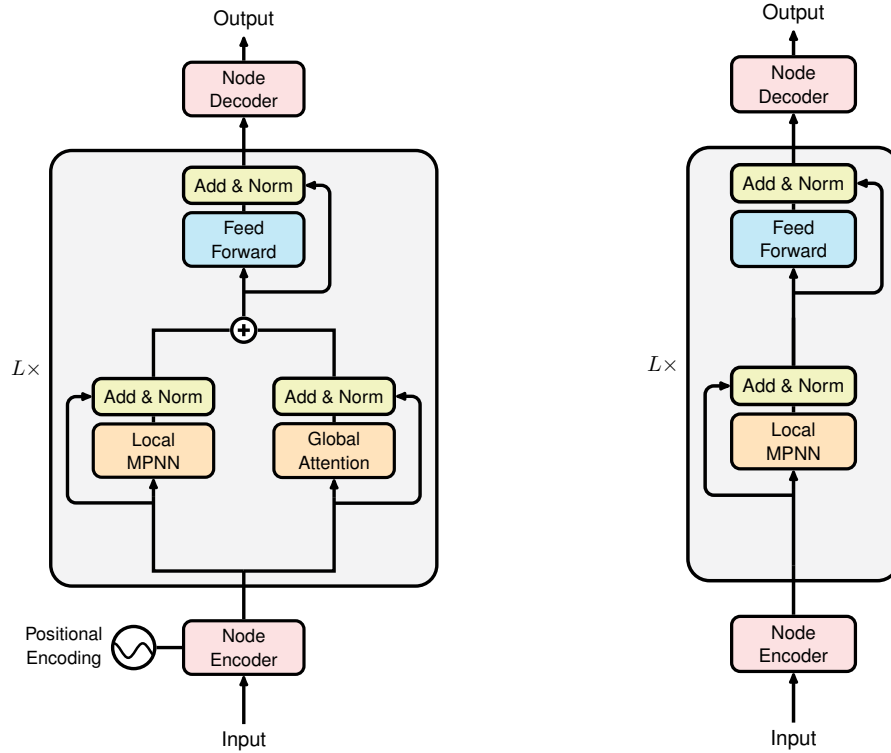 Output
Node
Decoder
Add & Norm
Feed
Forward
L×
Add & Norm
Add & Norm
Local
MPNN
Global
Attention
Positional
Encoding
Node
Encoder
Input
Output
Node
Decoder
Add & Norm
Feed
Forward
L×
Add & Norm
Local
MPNN
Node
Encoder
Input